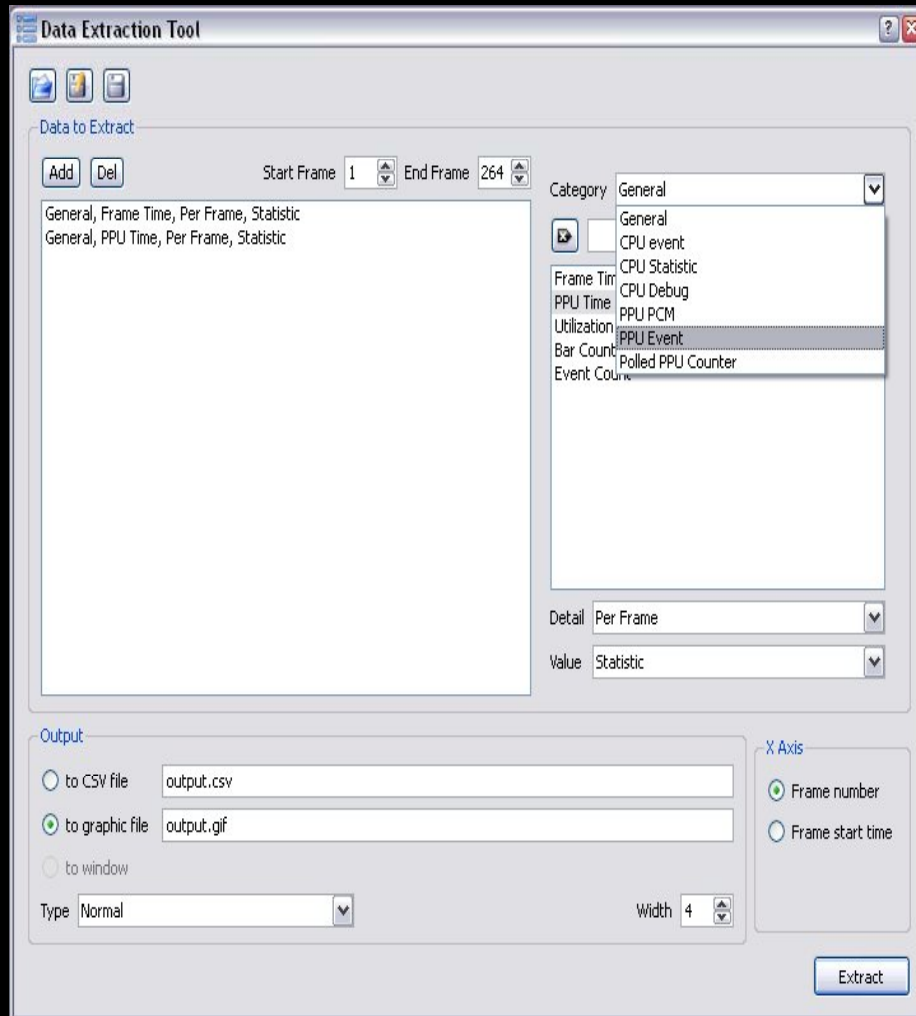 Data Extraction Tool
Data to Extract
Add Del Start Frame 1 End Frame 264
General, Frame Time, Per Frame, Statistic
General, PPU Time, Per Frame, Statistic
Category General
General
CPU event
CPU Statistic
CPU Debug
PPU PCM
PPU Event
Polled PPU Counter
Frame
PPU Time
Utilization
Bar
Event
Detail Per Frame
Value Statistic
Output
to CSV file output.csv
to graphic file output.gif
to window
Type Normal Width 4
X Axis
Frame number
Frame start time
Extract